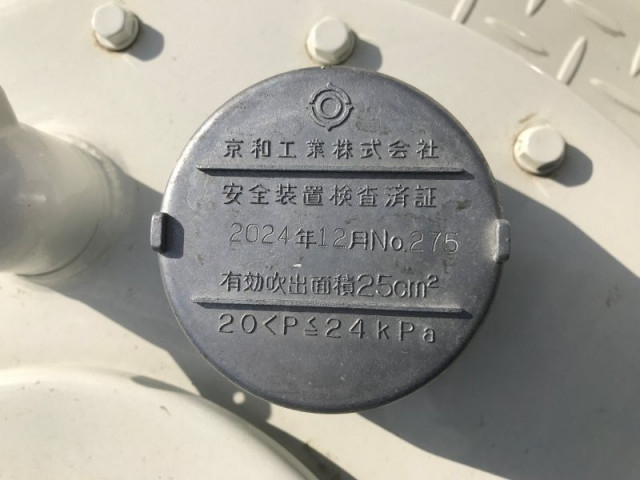 京和工業株式会社
安全装置検査済証
2024年12月No.275
有効吹出面積25cm²
20<P≦24kPa